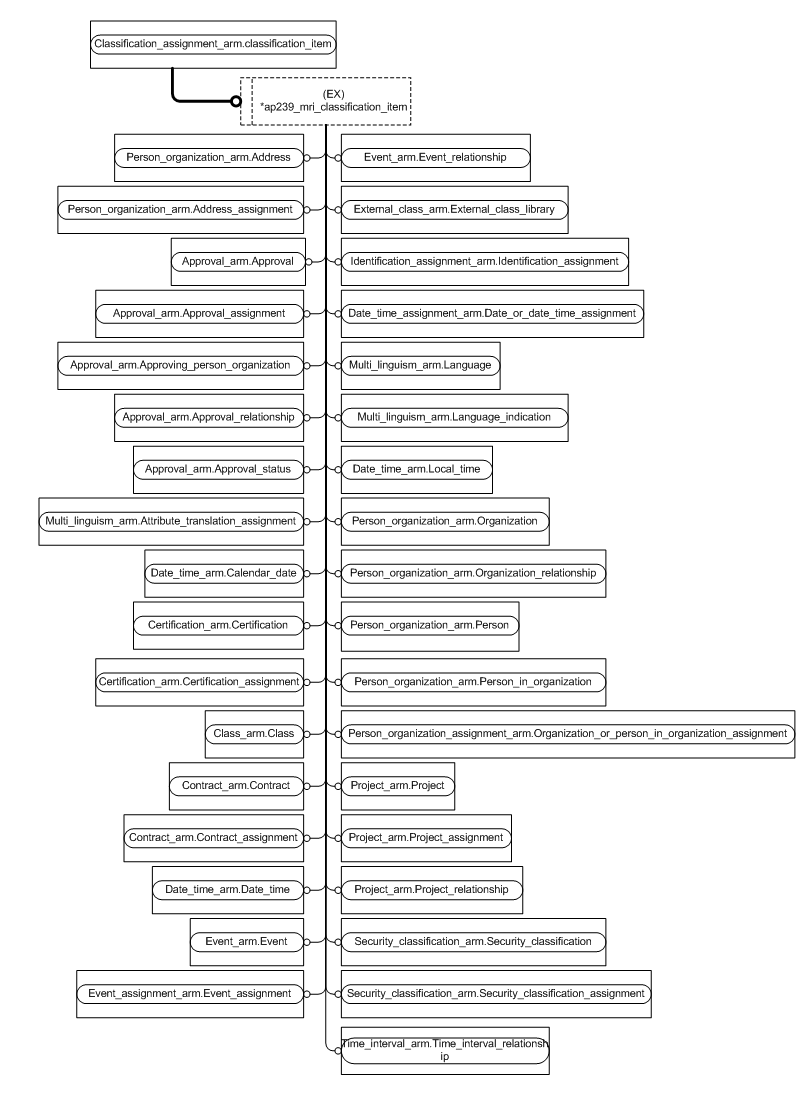 Classification_assignment_arm.classification_item
(EX)
*ap239_mri_classification_item
Person_organization_arm.Address
Event_arm.Event_relationship
Person_organization_arm.Address_assignment
External_class_arm.External_class_library
Approval_arm.Approval
Identification_assignment_arm.Identification_assignment
Approval_arm.Approval_assignment
Date_time_assignment_arm.Date_or_date_time_assignment
Approval_arm.Approving_person_organization
Multi_linguism_arm.Language
Approval_arm.Approval_relationship
Multi_linguism_arm.Language_indication
Approval_arm.Approval_status
Date_time_arm.Local_time
Multi_linguism_arm.Attribute_translation_assignment
Person_organization_arm.Organization
Date_time_arm.Calendar_date
Person_organization_arm.Organization_relationship
Certification_arm.Certification
Person_organization_arm.Person
Certification_arm.Certification_assignment
Person_organization_arm.Person_in_organization
Class_arm.Class
Person_organization_assignment_arm.Organization_or_person_in_organization_assignment
Contract_arm.Contract
Project_arm.Project
Contract_arm.Contract_assignment
Project_arm.Project_assignment
Date_time_arm.Date_time
Project_arm.Project_relationship
Event_arm.Event
Security_classification_arm.Security_classification
Event_assignment_arm.Event_assignment
Security_classification_arm.Security_classification_assignment
Time_interval_arm.Time_interval_relationsh
ip